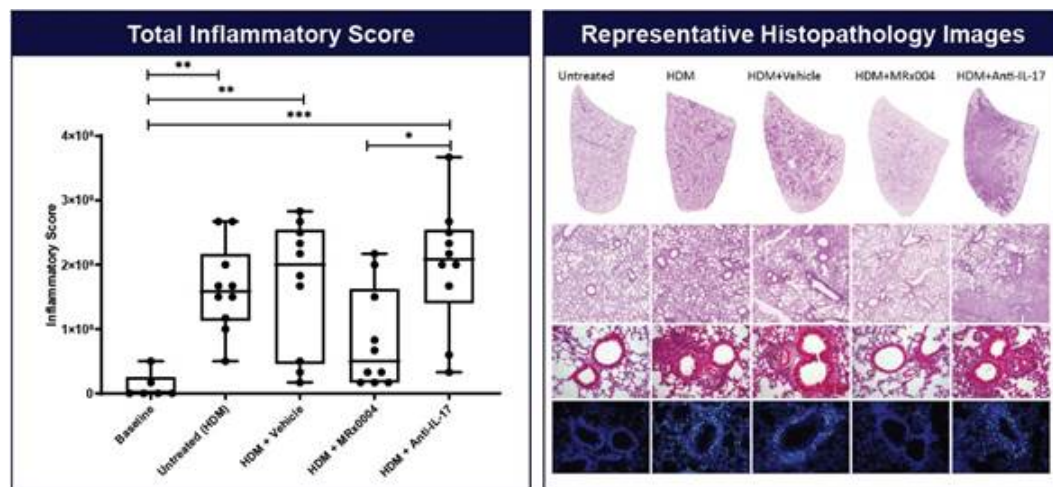 Total Inflammatory Score
**
**
***
*
4×10⁶
3×10⁶
2×10⁶
1×10⁶
0
Inflammatory Score
Baseline
Untreated (HDM)
HDM + Vehicle
HDM + MRx0004
HDM + Anti-IL-17
Representative Histopathology Images
Untreated HDM HDM+Vehicle HDM+MRx004 HDM+Anti-IL-17